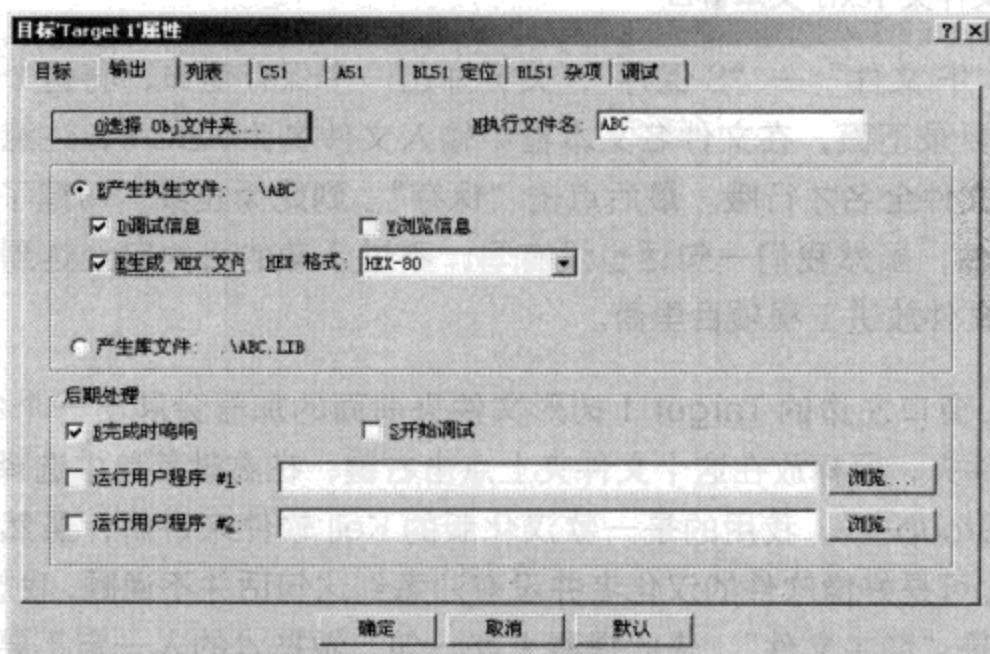 目标'Target 1'属性
目标 输出 列表 C51 A51 BL51 定位 BL51 杂项 调试
O选择 Obj文件夹... N执行文件名: ABC
E产生执生文件: .\ABC
D调试信息 Y浏览信息
E生成 HEX 文件 HEX 格式: HEX-80
产生库文件: .\ABC.LIB
后期处理
B完成时鸣响 S开始调试
运行用户程序 #1: 浏览...
运行用户程序 #2: 浏览...
确定 取消 默认